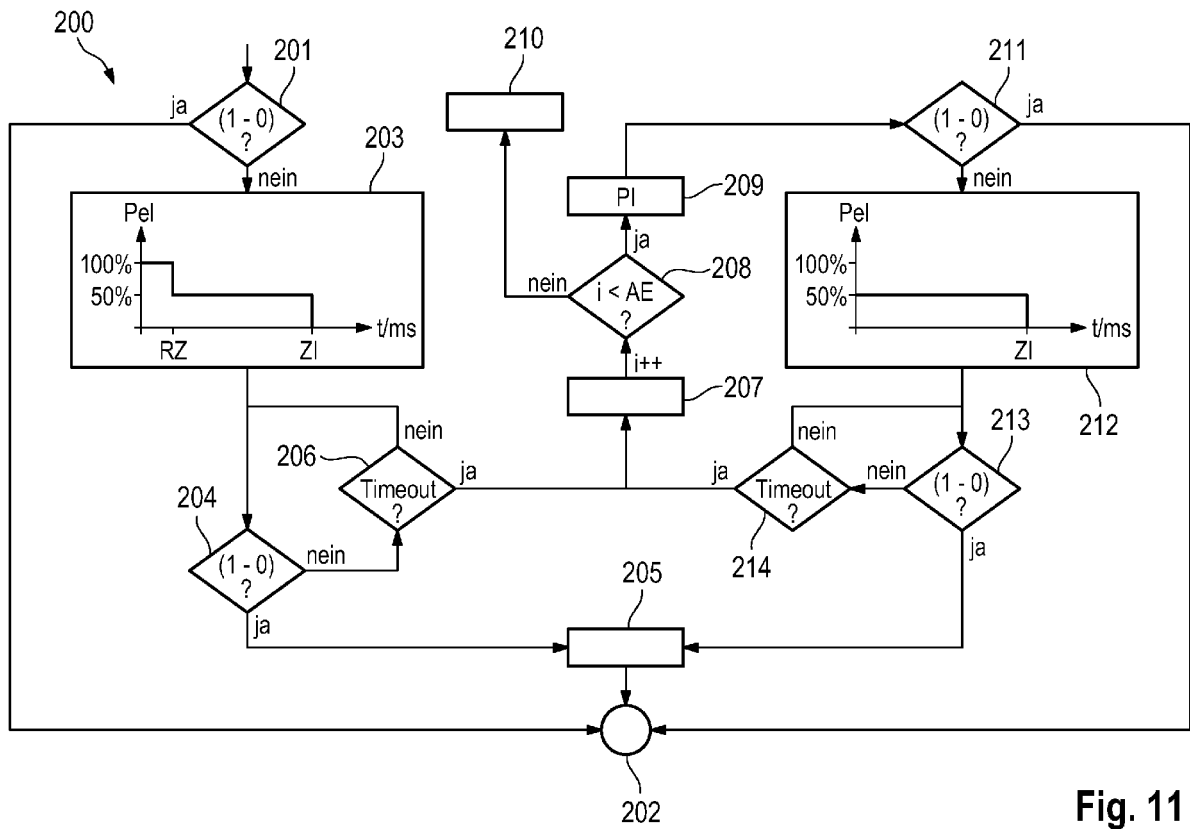 200
201
ja
(1 - 0)
?
nein
203
Pel
100%
50%
t/ms
RZ
ZI
210
211
(1 - 0)
?
ja
nein
209
PI
ja
208
nein
i < AE
?
i++
207
Pel
100%
50%
t/ms
ZI
212
nein
206
ja
Timeout
?
204
(1 - 0)
?
nein
ja
nein
ja
Timeout
?
214
nein
213
(1 - 0)
?
ja
205
202
Fig. 11